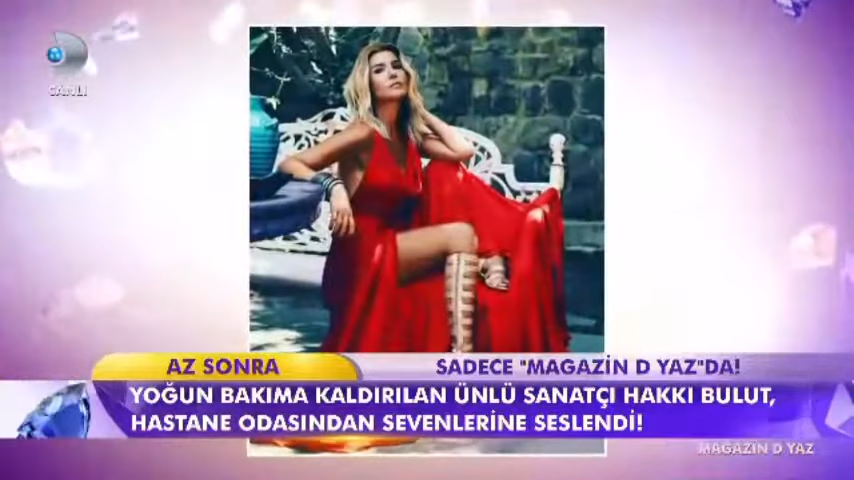 CANLI
AZ SONRA
SADECE "MAGAZİN D YAZ"DA!
YOĞUN BAKIMA KALDIRILAN ÜNLÜ SANATÇI HAKKI BULUT,
HASTANE ODASINDAN SEVENLERİNE SESLENDİ!
MAGAZİN D YAZ